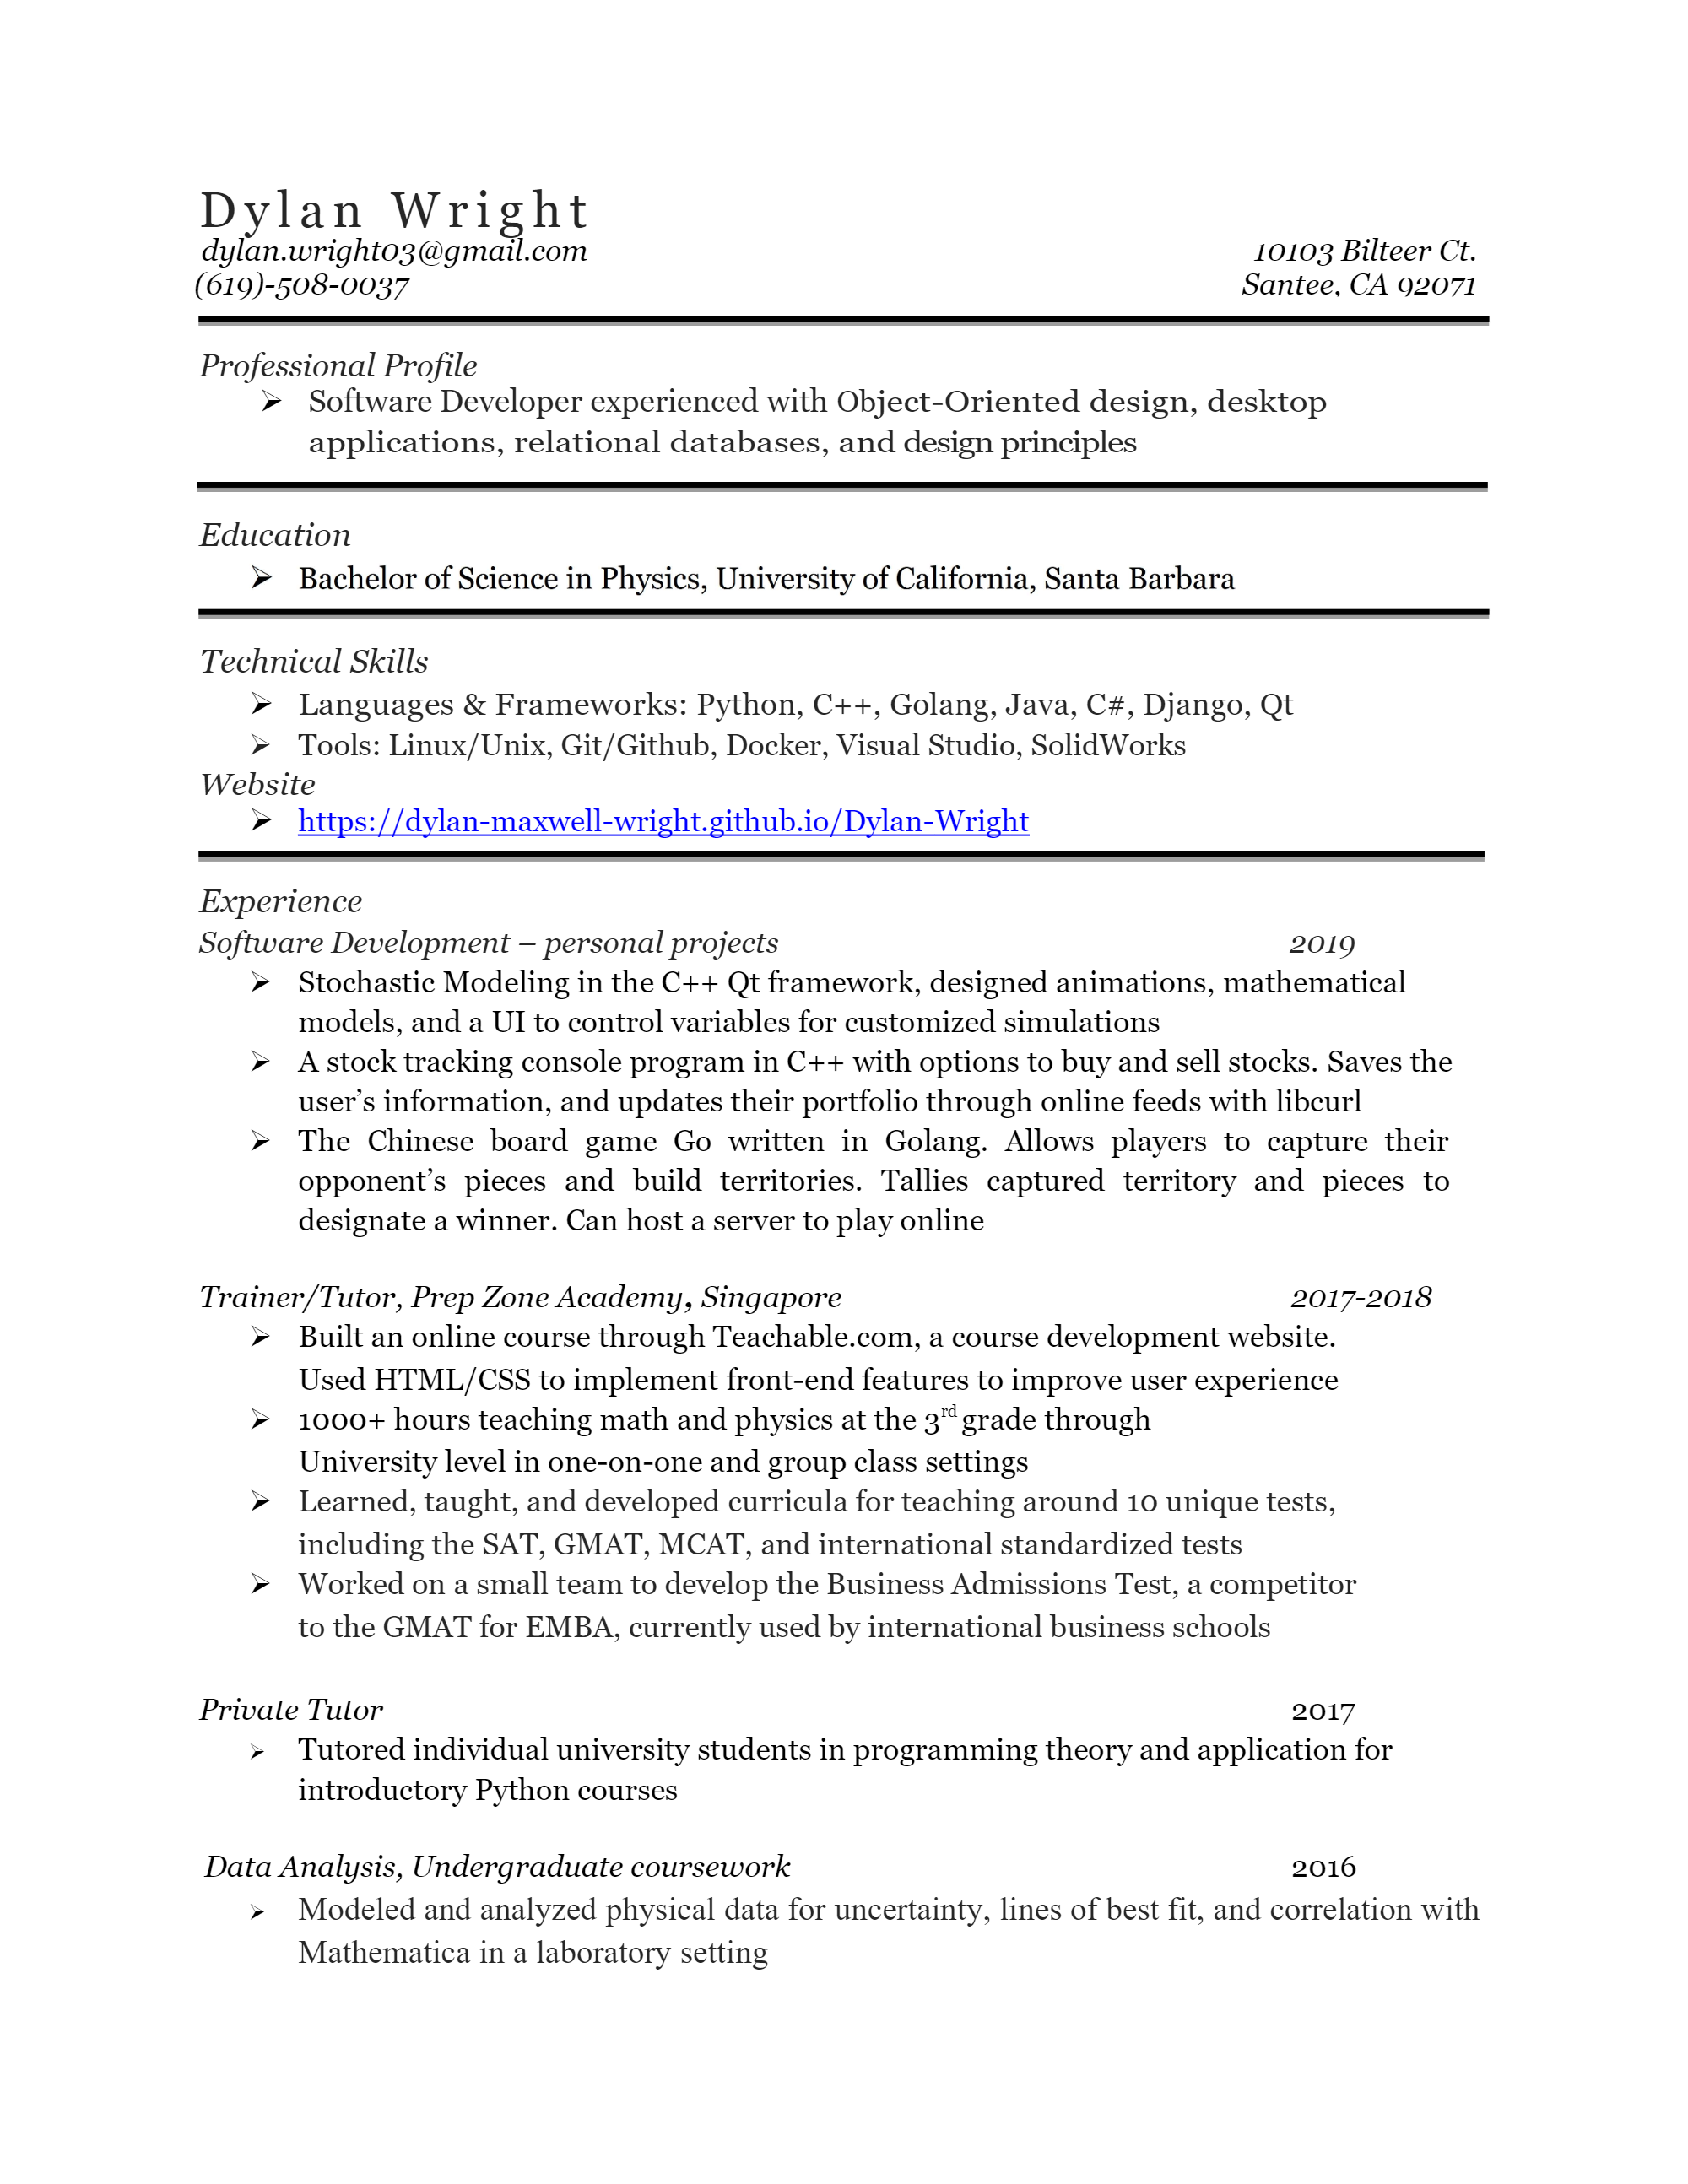 Dylan Wright
dylan.wright03@gmail.com 10103 Bilteer Ct.
(619)-508-0037 Santee, CA 92071
Professional Profile
➢ Software Developer experienced with Object-Oriented design, desktop
applications, relational databases, and design principles
Education
➢ Bachelor of Science in Physics, University of California, Santa Barbara
Technical Skills
➢ Languages & Frameworks: Python, C++, Golang, Java, C#, Django, Qt
➢ Tools: Linux/Unix, Git/Github, Docker, Visual Studio, SolidWorks
Website
➢ https://dylan-maxwell-wright.github.io/Dylan-Wright
Experience
Software Development – personal projects 2019
➢ Stochastic Modeling in the C++ Qt framework, designed animations, mathematical
models, and a UI to control variables for customized simulations
➢ A stock tracking console program in C++ with options to buy and sell stocks. Saves the
user’s information, and updates their portfolio through online feeds with libcurl
➢ The Chinese board game Go written in Golang. Allows players to capture their
opponent’s pieces and build territories. Tallies captured territory and pieces to
designate a winner. Can host a server to play online
Trainer/Tutor, Prep Zone Academy, Singapore 2017-2018
➢ Built an online course through Teachable.com, a course development website.
Used HTML/CSS to implement front-end features to improve user experience
➢ 1000+ hours teaching math and physics at the 3rd grade through
University level in one-on-one and group class settings
➢ Learned, taught, and developed curricula for teaching around 10 unique tests,
including the SAT, GMAT, MCAT, and international standardized tests
➢ Worked on a small team to develop the Business Admissions Test, a competitor
to the GMAT for EMBA, currently used by international business schools
Private Tutor 2017
➢ Tutored individual university students in programming theory and application for
introductory Python courses
Data Analysis, Undergraduate coursework 2016
➢ Modeled and analyzed physical data for uncertainty, lines of best fit, and correlation with
Mathematica in a laboratory setting